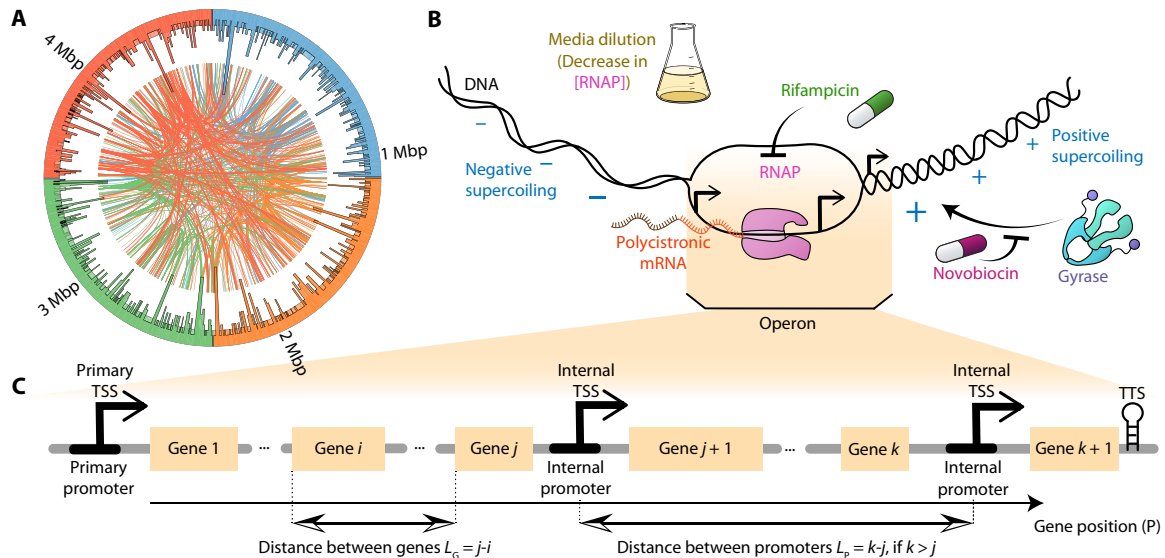 A
4 Mbp
1 Mbp
3 Mbp
2 Mbp
B
Media dilution
(Decrease in
[RNAP])
DNA
Rifampicin
−
−
−
Negative
supercoiling
RNAP
Polycistronic
mRNA
+
+
+
Positive
supercoiling
Novobiocin
Gyrase
Operon
C
Primary
TSS
Internal
TSS
Internal
TSS
TTS
Gene 1 ... Gene i ... Gene j Gene j + 1 ... Gene k Gene k + 1
Primary
promoter
Internal
promoter
Internal
promoter
Gene position (P)
Distance between genes L_G = j-i
Distance between promoters L_P = k-j, if k > j